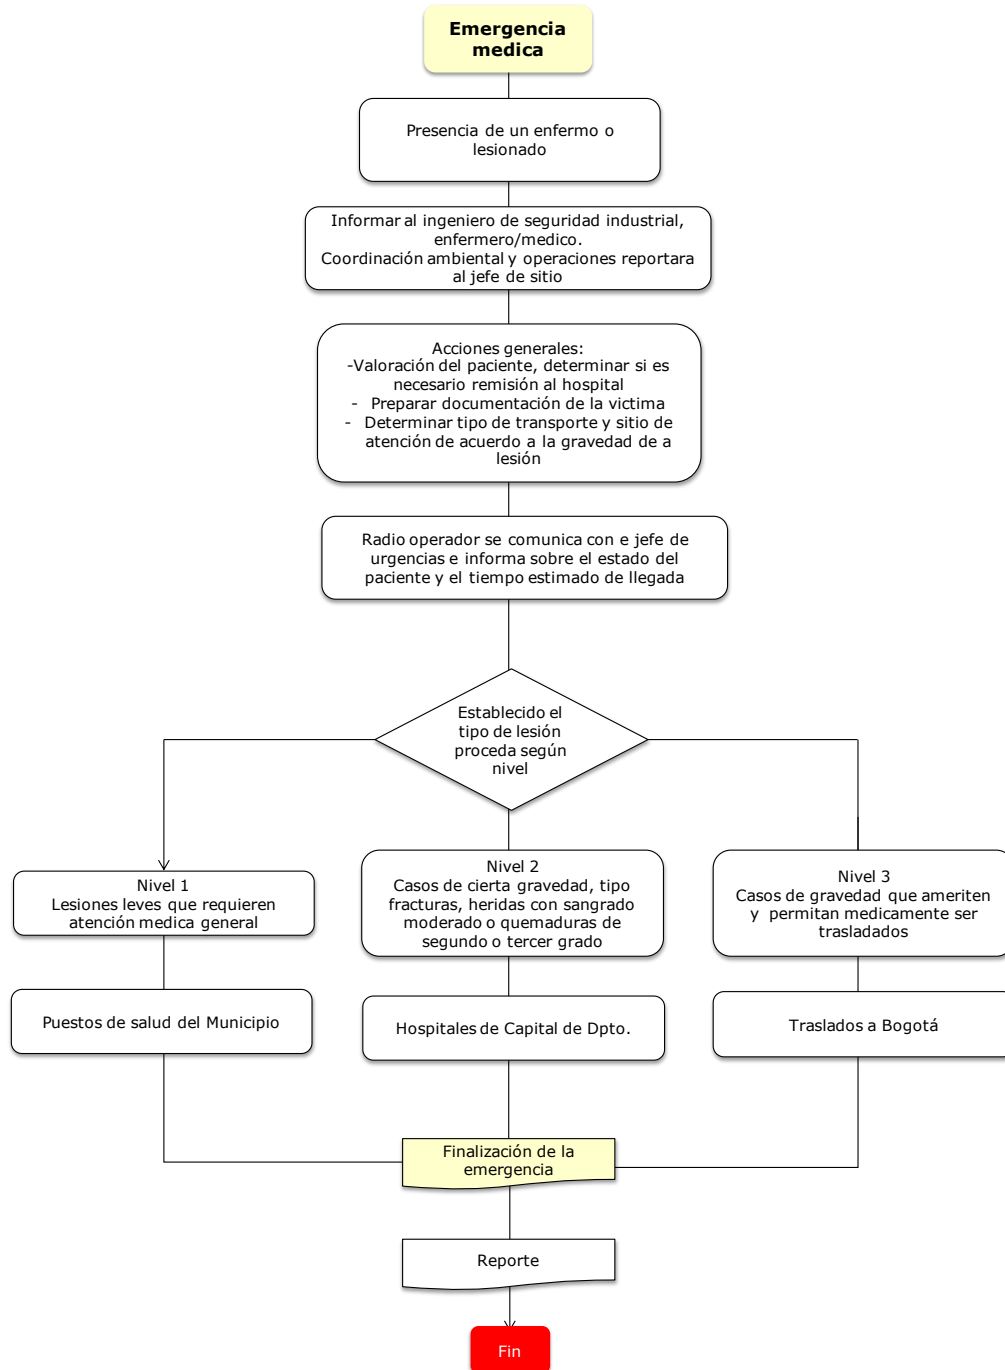 Emergencia
medica
Presencia de un enfermo o
lesionado
Informar al ingeniero de seguridad industrial,
enfermero/medico.
Coordinación ambiental y operaciones reportara
al jefe de sitio
Acciones generales:
-Valoración del paciente, determinar si es
necesario remisión al hospital
- Preparar documentación de la victima
- Determinar tipo de transporte y sitio de
atención de acuerdo a la gravedad de a
lesión
Radio operador se comunica con e jefe de
urgencias e informa sobre el estado del
paciente y el tiempo estimado de llegada
Establecido el
tipo de lesión
proceda según
nivel
Nivel 1
Lesiones leves que requieren
atención medica general
Nivel 2
Casos de cierta gravedad, tipo
fracturas, heridas con sangrado
moderado o quemaduras de
segundo o tercer grado
Nivel 3
Casos de gravedad que ameriten
y permitan medicamente ser
trasladados
Puestos de salud del Municipio
Hospitales de Capital de Dpto.
Traslados a Bogotá
Finalización de la
emergencia
Reporte
Fin